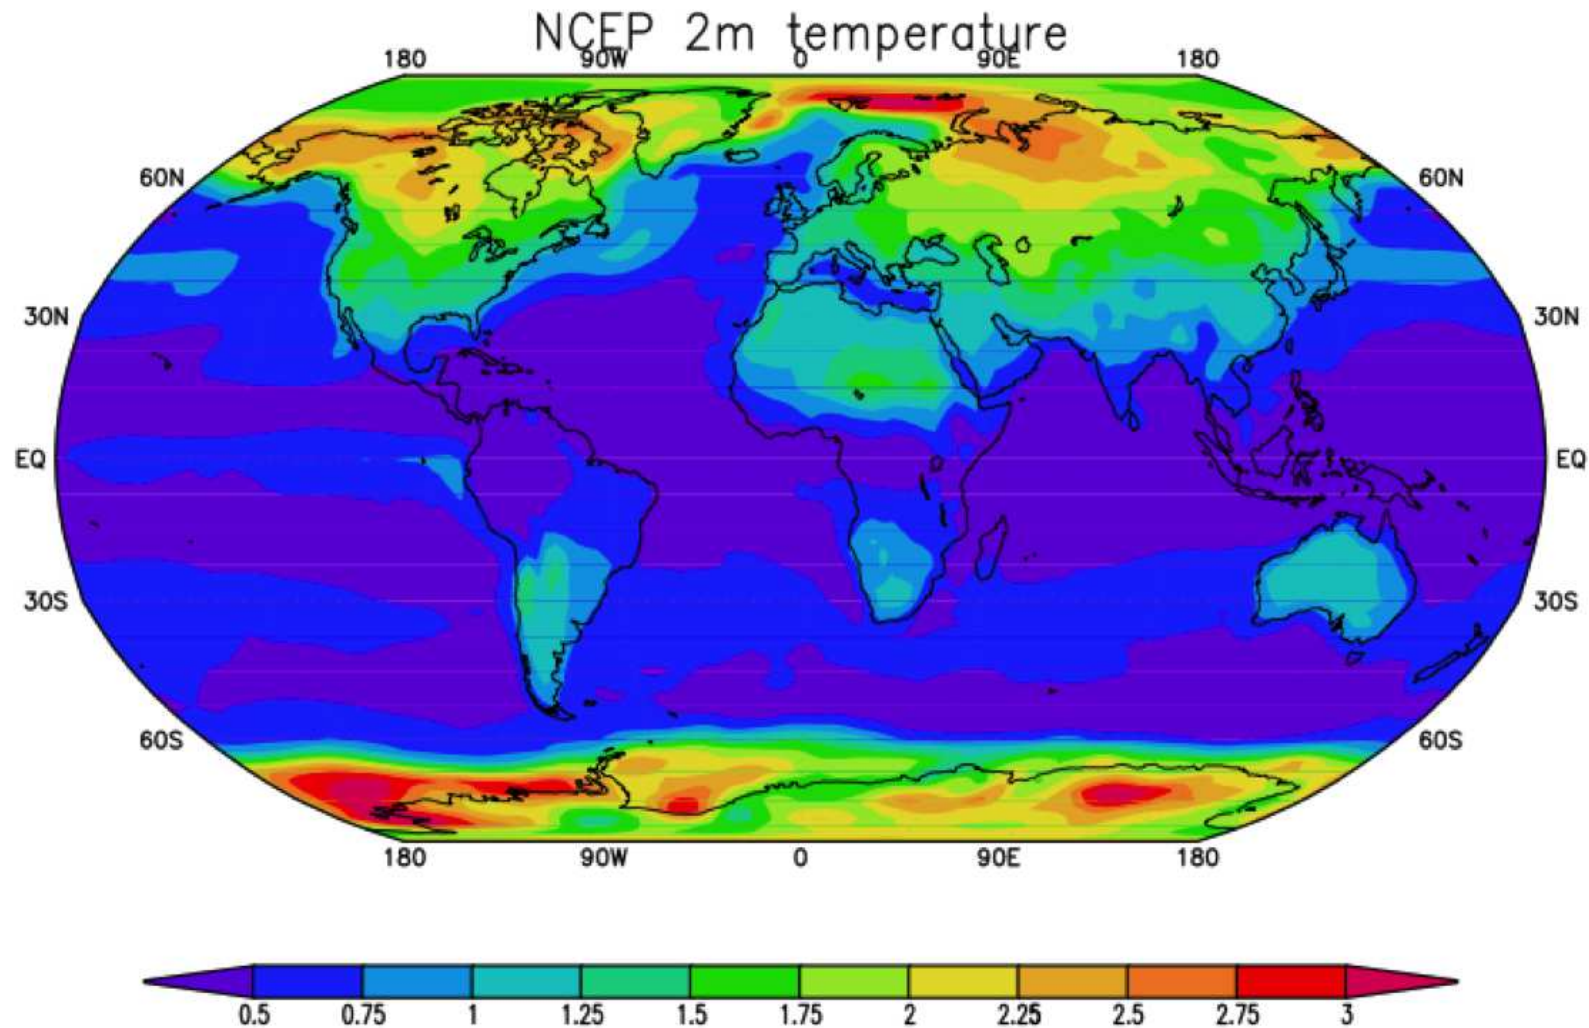 NCEP 2m temperature
180 90W 0 90E 180
60N 60N
30N 30N
EQ EQ
30S 30S
60S 60S
180 90W 0 90E 180
0.5 0.75 1 1.25 1.5 1.75 2 2.25 2.5 2.75 3